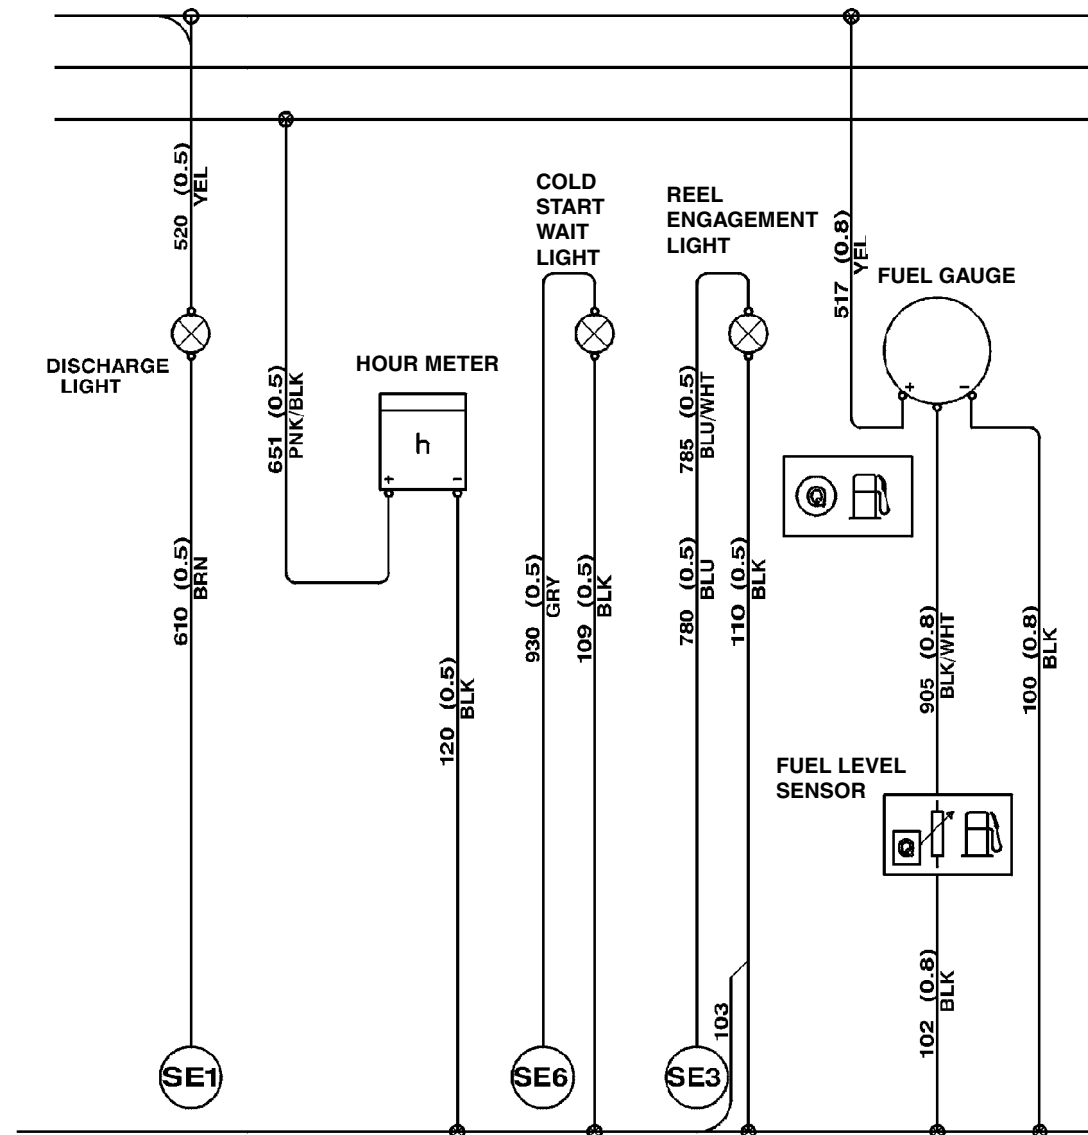 520 (0.5)
YEL
COLD
START
WAIT
LIGHT
REEL
ENGAGEMENT
LIGHT
517 (0.8)
YEL
FUEL GAUGE
+ −
DISCHARGE
LIGHT
651 (0.5)
PNK/BLK
HOUR METER
h
+ −
785 (0.5)
BLU/WHT
Q
610 (0.5)
BRN
930 (0.5)
GRY
109 (0.5)
BLK
780 (0.5)
BLU
110 (0.5)
BLK
120 (0.5)
BLK
905 (0.8)
BLK/WHT
100 (0.8)
BLK
FUEL LEVEL
SENSOR
Q
103
102 (0.8)
BLK
SE1
SE6
SE3